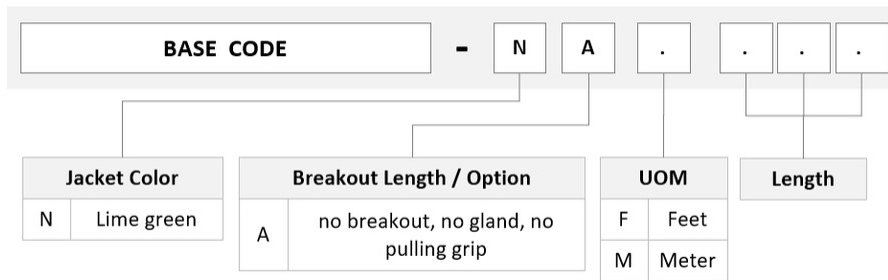 BASE CODE - N A . . . .
Jacket Color
N Lime green
Breakout Length / Option
A no breakout, no gland, no
pulling grip
UOM
F Feet
M Meter
Length